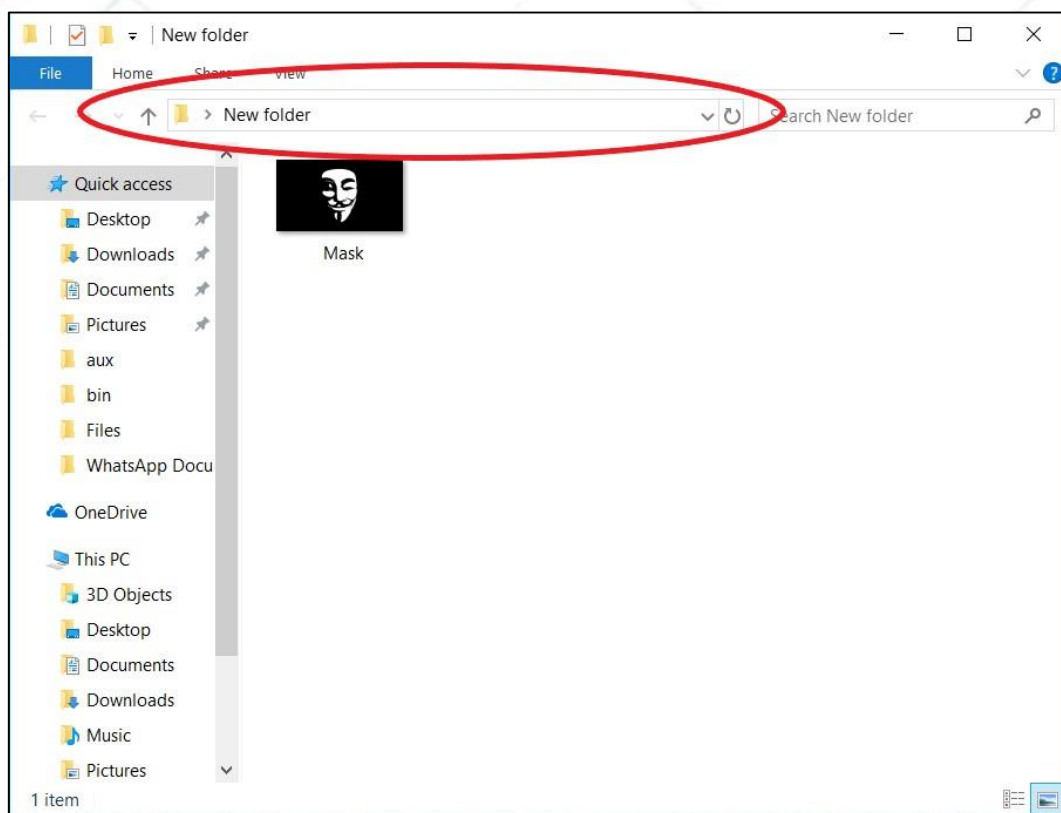 New folder
File Home Share View
New folder
Search New folder
Quick access
Desktop
Downloads
Documents
Pictures
aux
bin
Files
WhatsApp Docu
OneDrive
This PC
3D Objects
Desktop
Documents
Downloads
Music
Pictures
Mask
1 item